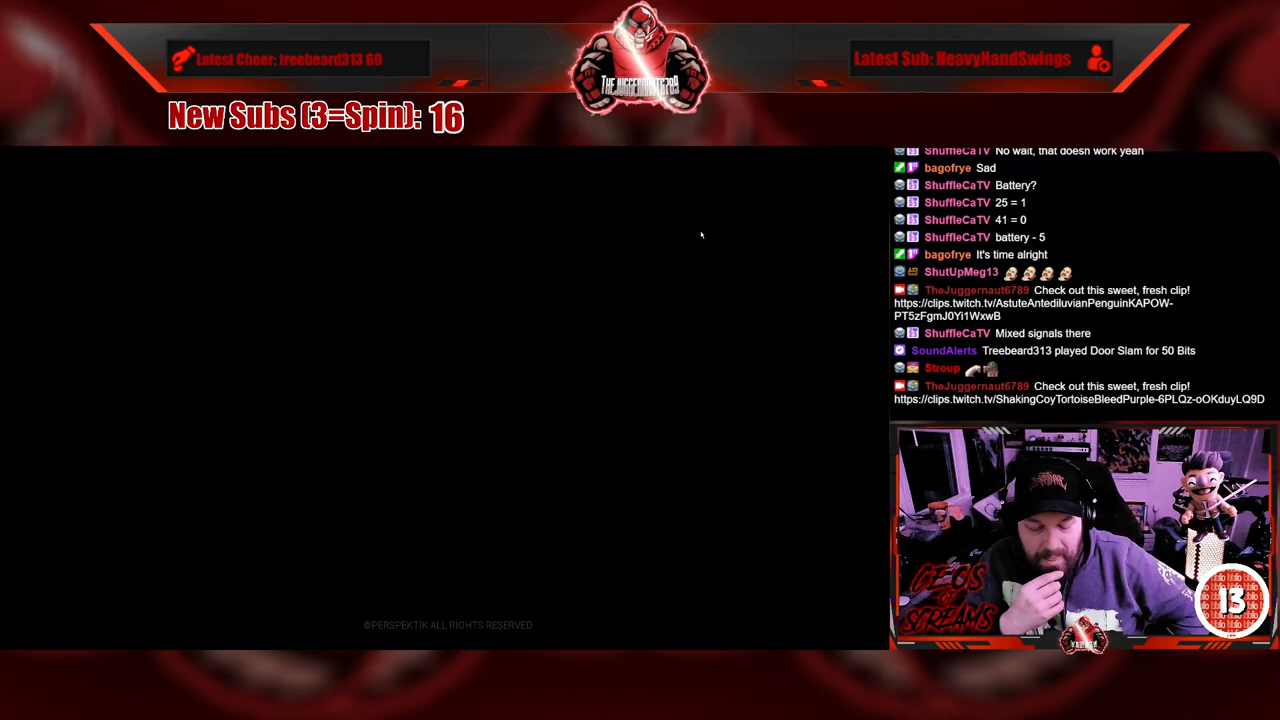 Latest Cheer: treebeard313 69
THEJUGGERNAUT6789
Latest Sub: HeavyHandSwings
New Subs (3=Spin): 16
ShuffleCaTV No wait, that doesn work yeah
bagofrye Sad
ShuffleCaTV Battery?
ShuffleCaTV 25 = 1
ShuffleCaTV 41 = 0
ShuffleCaTV battery - 5
bagofrye It's time alright
ShutUpMeg13
TheJuggernaut6789 Check out this sweet, fresh clip!
https://clips.twitch.tv/AstuteAntediluvianPenguinKAPOW-
PT5zFgmJ0Yi1WxwB
ShuffleCaTV Mixed signals there
SoundAlerts Treebeard313 played Door Slam for 50 Bits
Stroup
TheJuggernaut6789 Check out this sweet, fresh clip!
https://clips.twitch.tv/ShakingCoyTortoiseBleedPurple-6PLQz-oOKduyLQ9D
CEOS
OF
SCREAMS
13
©PERSPEKTIK ALL RIGHTS RESERVED